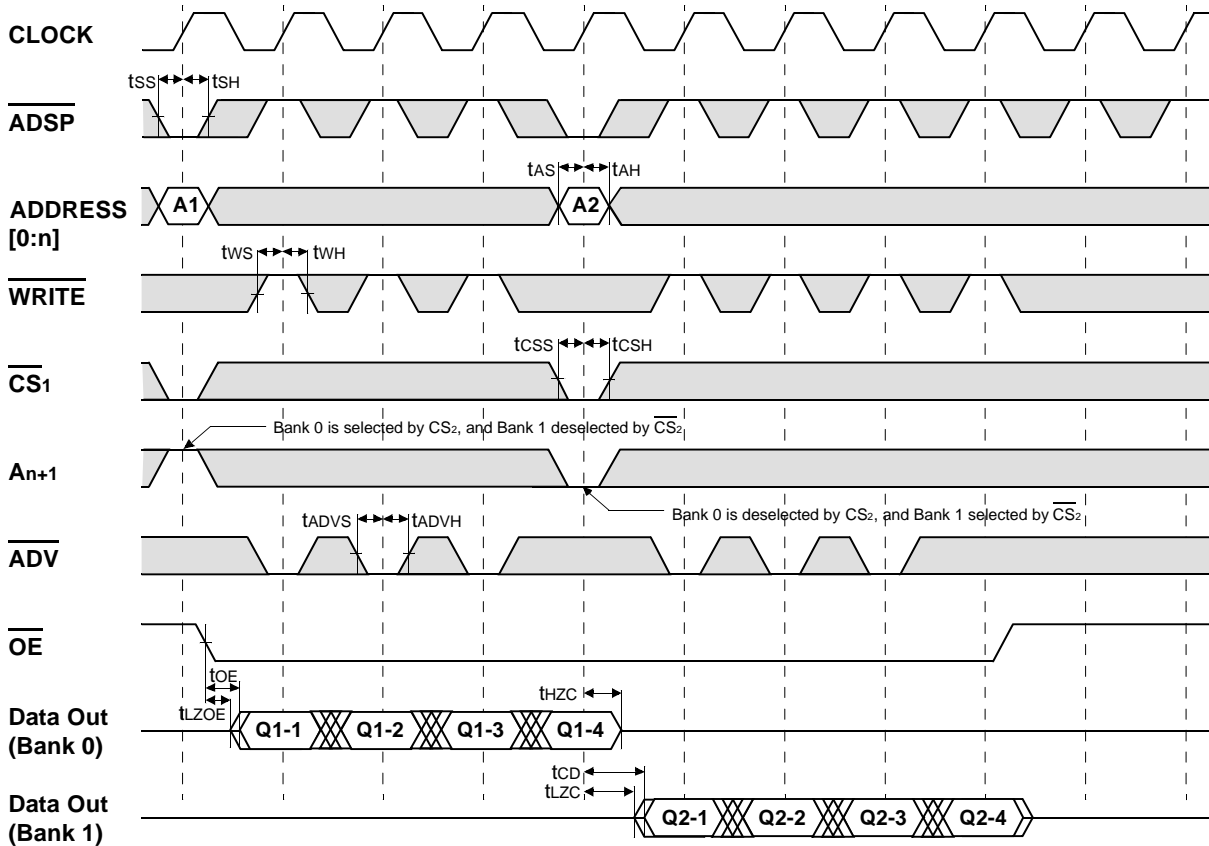 CLOCK
tSS tSH
ADSP
tAS tAH
ADDRESS
[0:n]
A1 A2
tWS tWH
WRITE
tCSS tCSH
CS1
Bank 0 is selected by CS2, and Bank 1 deselected by CS2
An+1
Bank 0 is deselected by CS2, and Bank 1 selected by CS2
tADVS tADVH
ADV
OE
tOE
tHZC
tLZOE
Data Out
(Bank 0)
Q1-1 Q1-2 Q1-3 Q1-4
tCD
tLZC
Data Out
(Bank 1)
Q2-1 Q2-2 Q2-3 Q2-4